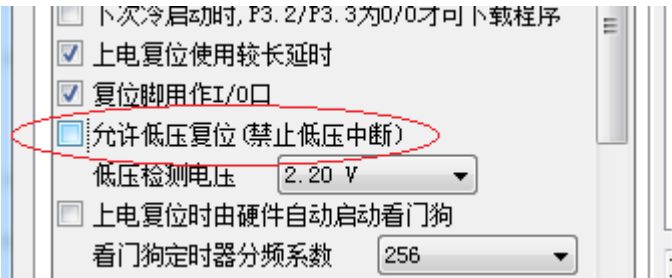 下次冷启动时,P3.2/P3.3为0/0才可下载程序
上电复位使用较长延时
复位脚用作I/O口
允许低压复位(禁止低压中断)
低压检测电压 2.20 V
上电复位时由硬件自动启动看门狗
看门狗定时器分频系数 256